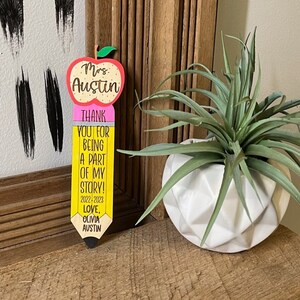 Mrs.
Austin
THANK
YOU FOR
BEING
A PART
OF MY
STORY!
2022-2023
LOVE,
OLIVIA
AUSTIN